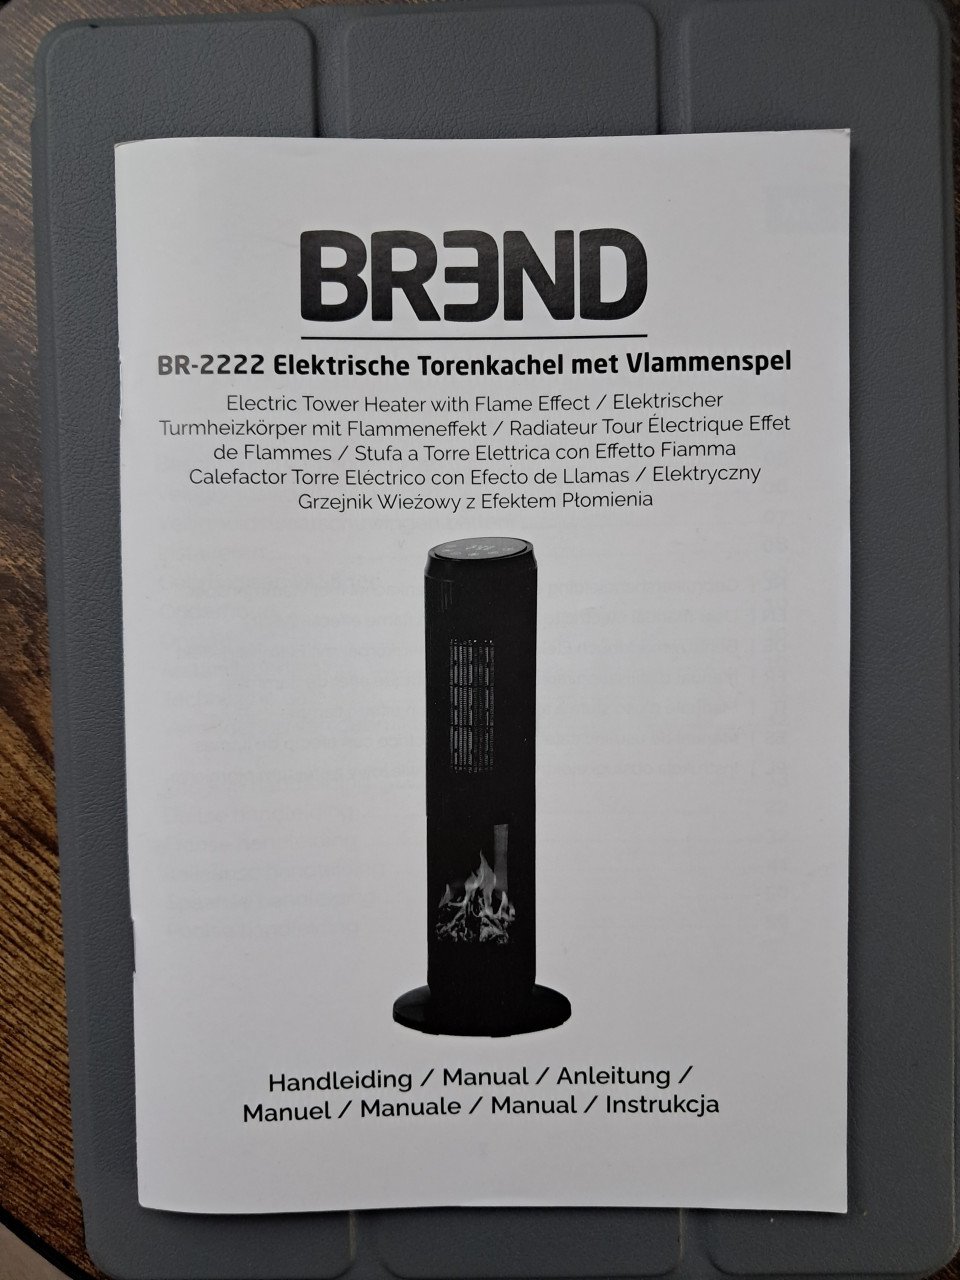 BRƎND
BR-2222 Elektrische Torenkachel met Vlammenspel
Electric Tower Heater with Flame Effect / Elektrischer
Turmheizkörper mit Flammeneffekt / Radiateur Tour Électrique Effet
de Flammes / Stufa a Torre Elettrica con Effetto Fiamma
Calefactor Torre Eléctrico con Efecto de Llamas / Elektryczny
Grzejnik Wieżowy z Efektem Płomienia
Handleiding / Manual / Anleitung /
Manuel / Manuale / Manual / Instrukcja